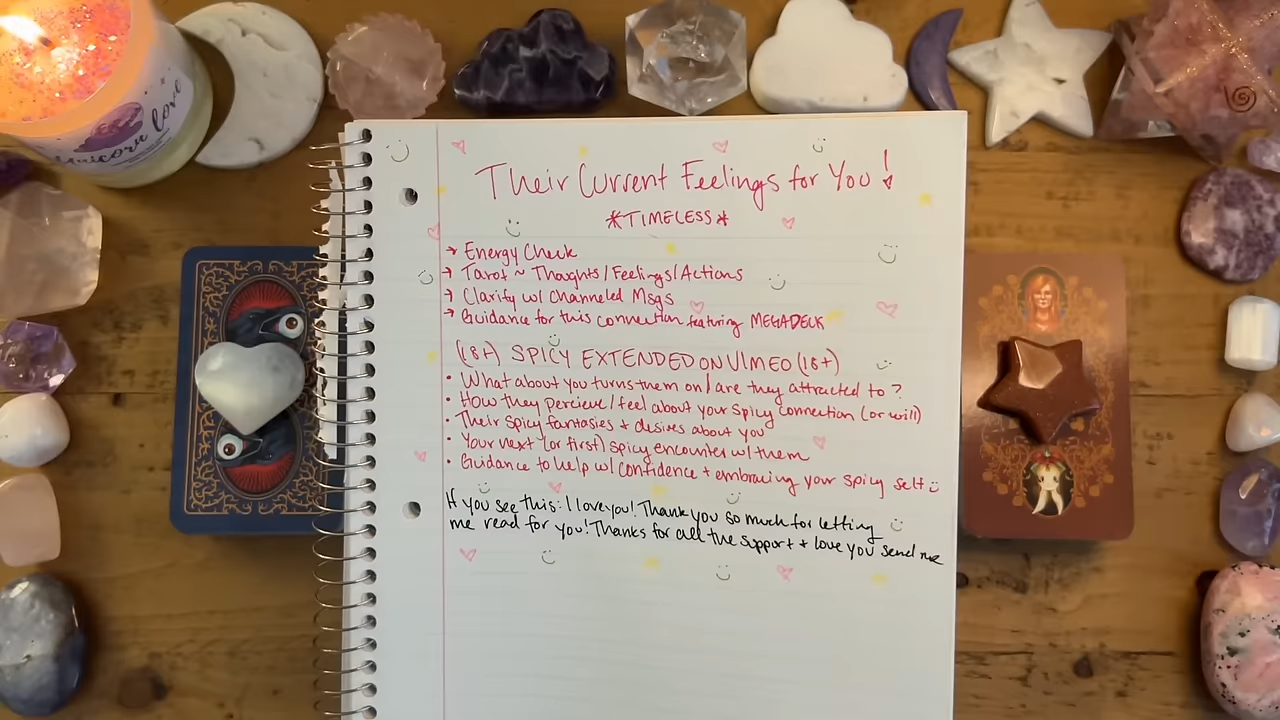 unicorn love
Their Current Feelings for You!
*TIMELESS*
→ Energy Check
→ Tarot ~ Thoughts/Feelings/Actions
→ Clarify w/ Channeled Msgs
→ Guidance for this connection featuring MEGADECK
(18+) SPICY EXTENDED ON VIMEO (18+)
• What about you turns them on/are they attracted to?
• How they percieve/feel about your spicy connection (or will)
• Their spicy fantasies + desires about you
• Your next (or first) spicy encounter w/ them
• Guidance to help w/ confidence + embracing your spicy self
If you see this: I love you! Thank you so much for letting
me read for you! Thanks for all the support + love you send me